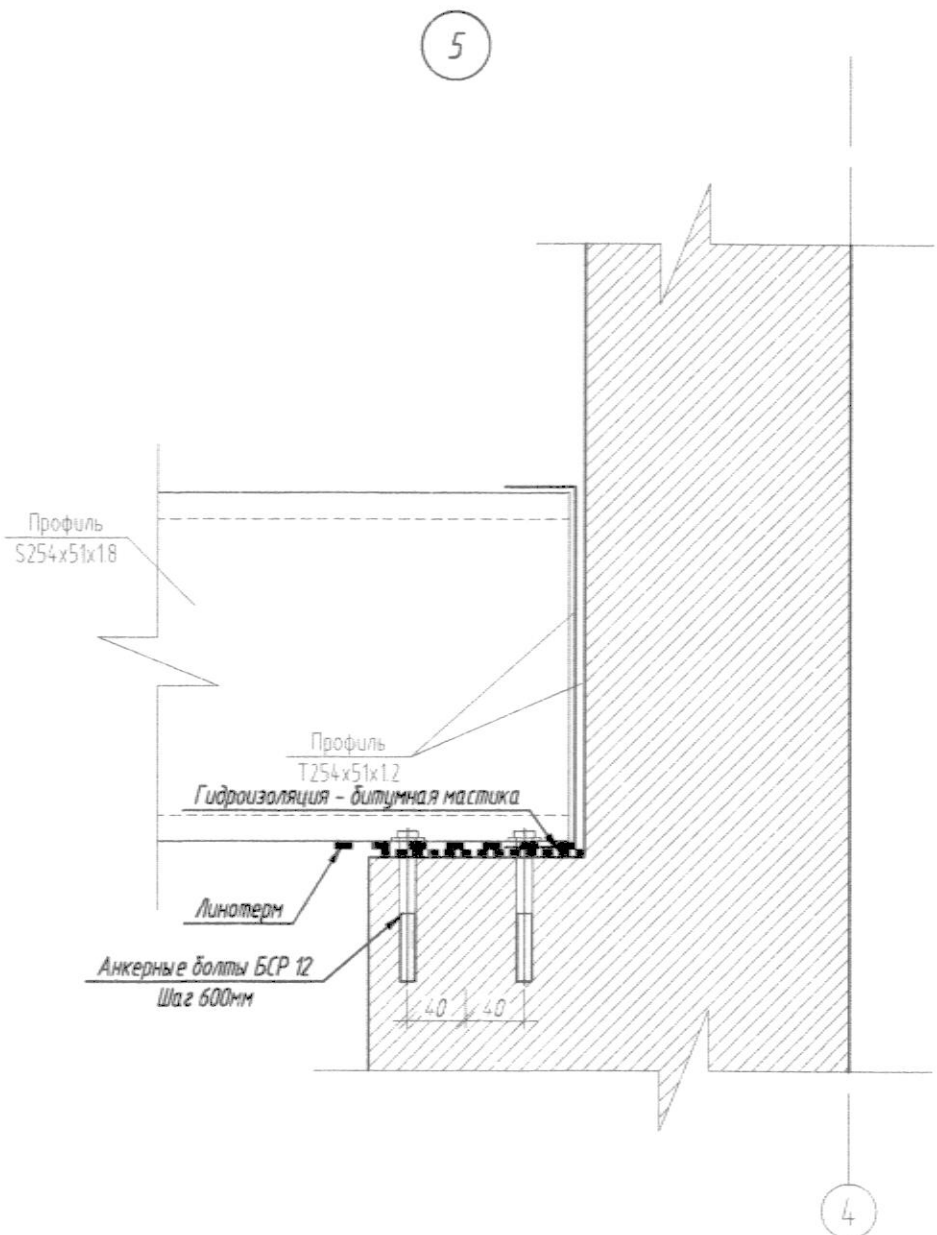 5
Профиль
S254x51x1.8
Профиль
T254x51x1.2
Гидроизоляция - битумная мастика
Линотерм
Анкерные болты БСР 12
Шаг 600мм
40
40
4